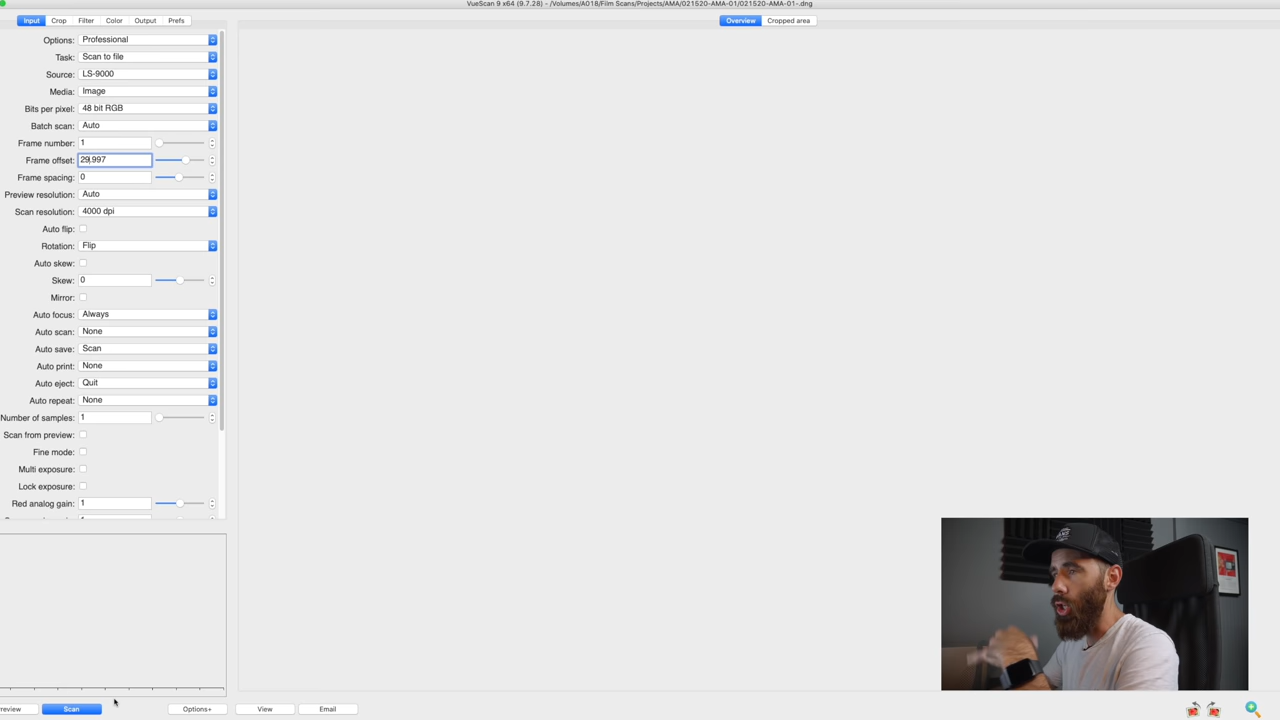 VueScan 9 x64 (9.7.28) - /Volumes/A018/Film Scans/Projects/AMA/021520-AMA-01/021520-AMA-01-.dng
Input Crop Filter Color Output Prefs
Overview Cropped area
Options: Professional
Task: Scan to file
Source: LS-9000
Media: Image
Bits per pixel: 48 bit RGB
Batch scan: Auto
Frame number: 1
Frame offset: 29.997
Frame spacing: 0
Preview resolution: Auto
Scan resolution: 4000 dpi
Auto flip:
Rotation: Flip
Auto skew:
Skew: 0
Mirror:
Auto focus: Always
Auto scan: None
Auto save: Scan
Auto print: None
Auto eject: Quit
Auto repeat: None
Number of samples: 1
Scan from preview:
Fine mode:
Multi exposure:
Lock exposure:
Red analog gain: 1
review Scan Options+ View Email